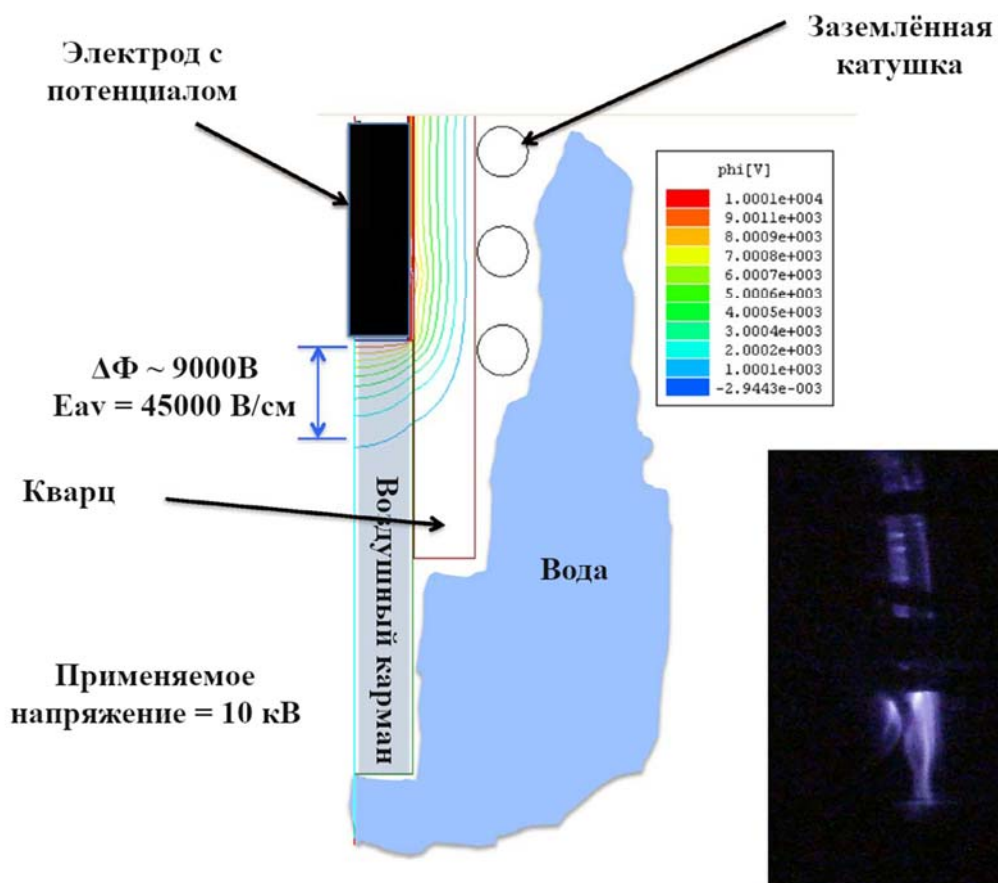 Электрод с
потенциалом
Заземлённая
катушка
phi[V]
1.0001e+004
9.0011e+003
8.0009e+003
7.0008e+003
6.0007e+003
5.0006e+003
4.0005e+003
3.0004e+003
2.0002e+003
1.0001e+003
-2.9443e-003
ΔΦ ~ 9000В
Eav = 45000 В/см
Кварц
Воздушный карман
Вода
Применяемое
напряжение = 10 кВ